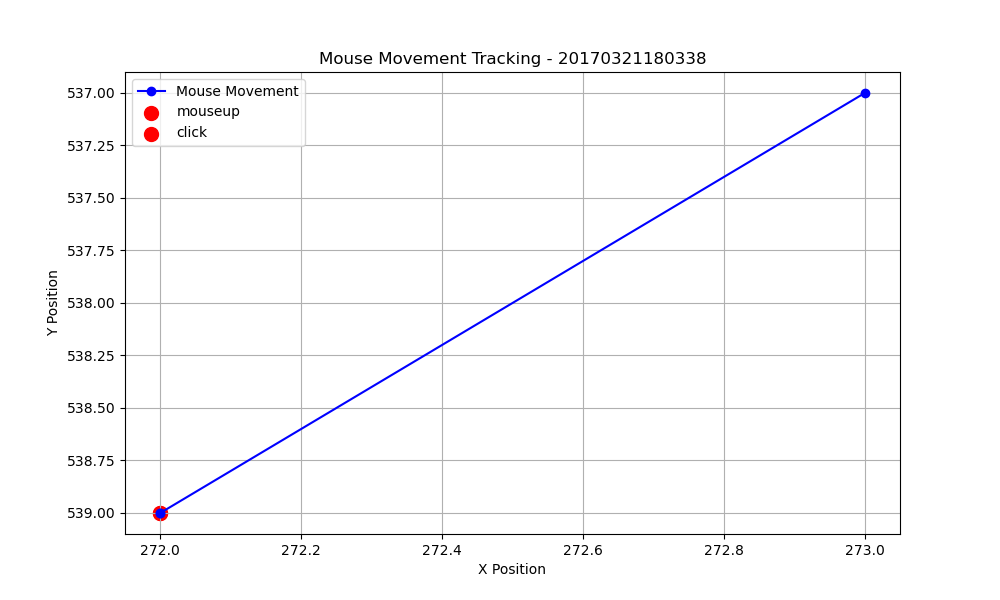 Mouse Movement Tracking - 20170321180338
Mouse Movement
mouseup
click
Y Position
537.00
537.25
537.50
537.75
538.00
538.25
538.50
538.75
539.00
272.0 272.2 272.4 272.6 272.8 273.0
X Position